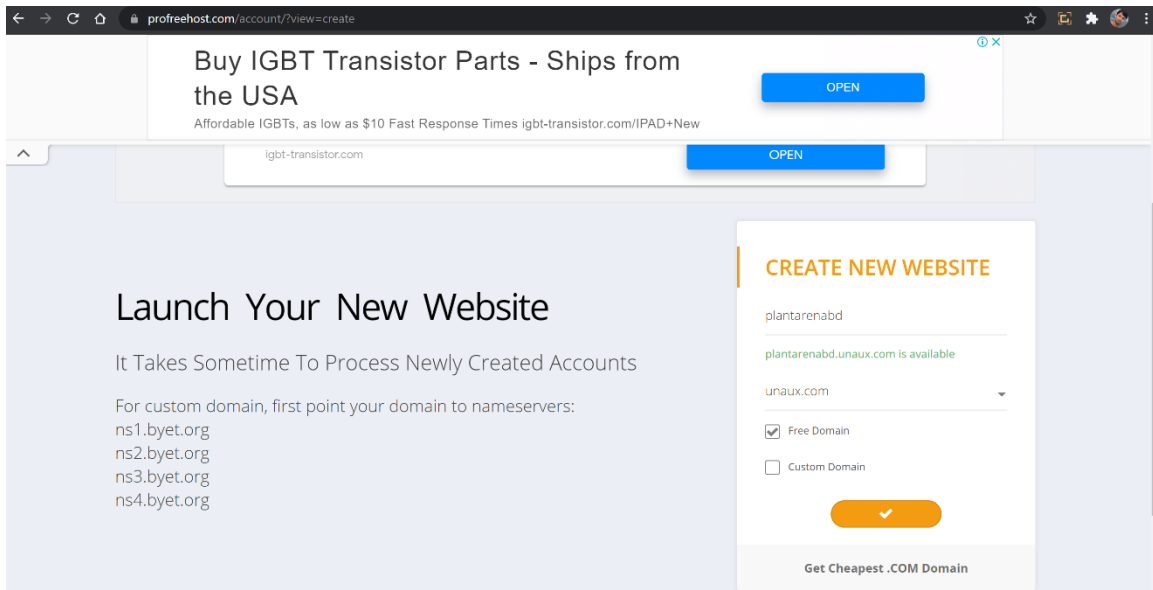 profreehost.com/account/?view=create
Buy IGBT Transistor Parts - Ships from
the USA
Affordable IGBTs, as low as $10 Fast Response Times igbt-transistor.com/IPAD+New
OPEN
igbt-transistor.com
OPEN
Launch Your New Website
It Takes Sometime To Process Newly Created Accounts
For custom domain, first point your domain to nameservers:
ns1.byet.org
ns2.byet.org
ns3.byet.org
ns4.byet.org
CREATE NEW WEBSITE
plantarenabd
plantarenabd.unaux.com is available
unaux.com
Free Domain
Custom Domain
Get Cheapest .COM Domain